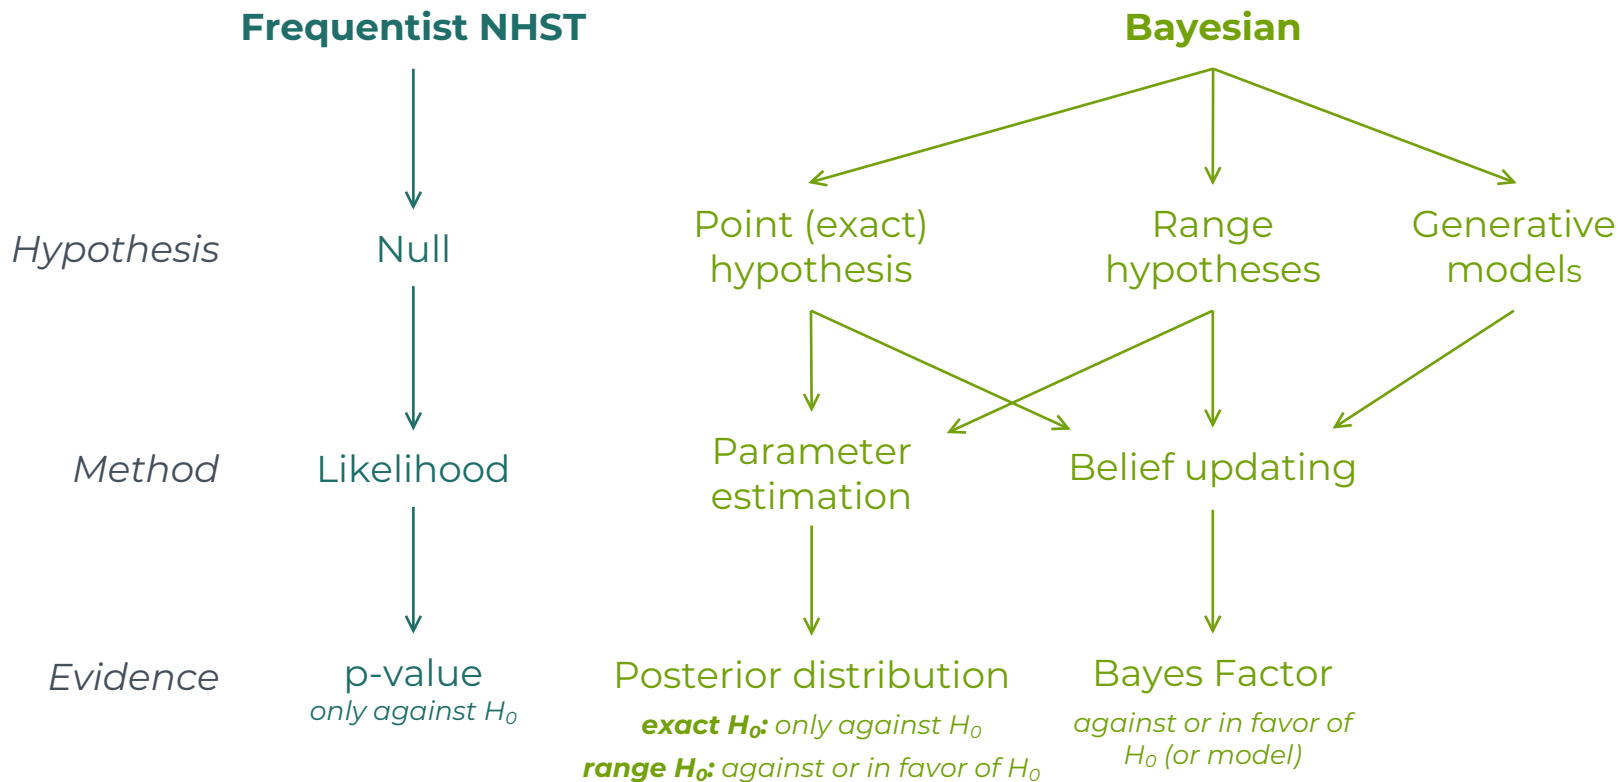 Frequentist NHST
Bayesian
Hypothesis
Null
Point (exact)
hypothesis
Range
hypotheses
Generative
models
Method
Likelihood
Parameter
estimation
Belief updating
Evidence
p-value
only against H₀
Posterior distribution
exact H₀: only against H₀
range H₀: against or in favor of H₀
Bayes Factor
against or in favor of
H₀ (or model)